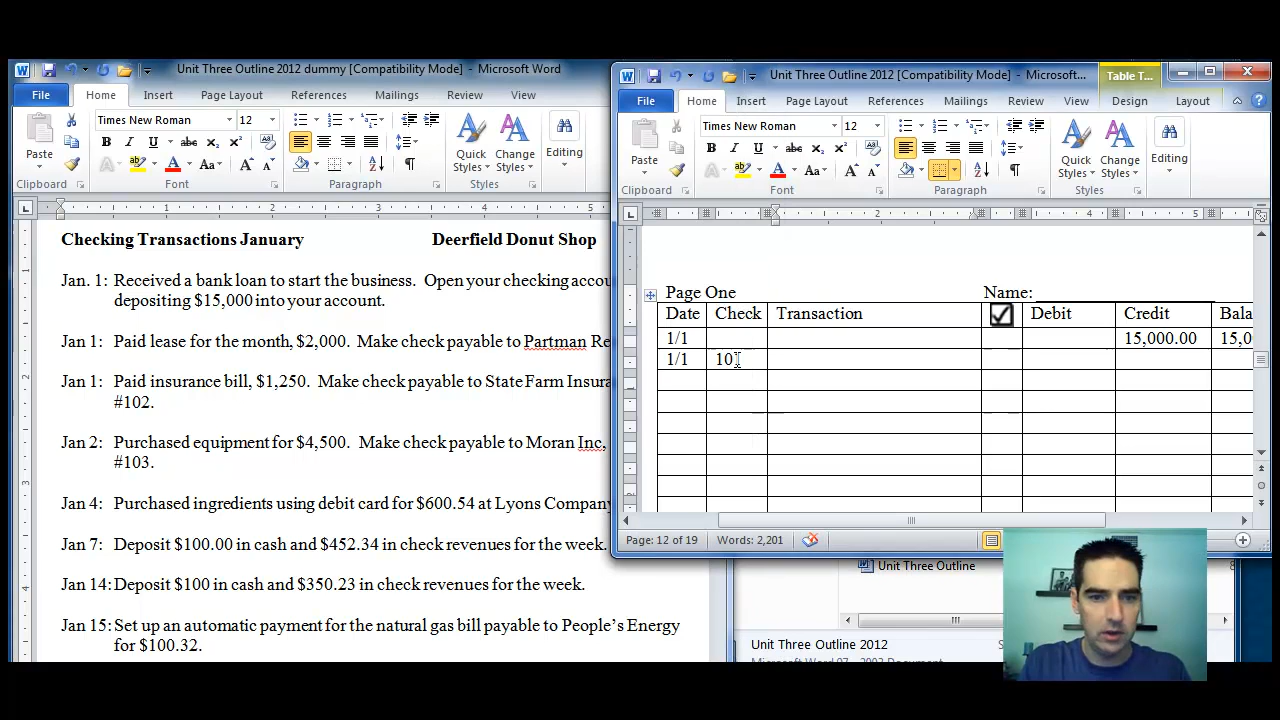 Unit Three Outline 2012 dummy [Compatibility Mode] - Microsoft Word
File Home Insert Page Layout References Mailings Review View
Times New Roman 12
Paste
Quick Styles
Change Styles
Editing
Clipboard Font Paragraph Styles
1 2 3 4 5
Checking Transactions January Deerfield Donut Shop
Jan. 1: Received a bank loan to start the business. Open your checking accou
depositing $15,000 into your account.
Jan 1: Paid lease for the month, $2,000. Make check payable to Partman Re
Jan 1: Paid insurance bill, $1,250. Make check payable to State Farm Insura
#102.
Jan 2: Purchased equipment for $4,500. Make check payable to Moran Inc,
#103.
Jan 4: Purchased ingredients using debit card for $600.54 at Lyons Company
Jan 7: Deposit $100.00 in cash and $452.34 in check revenues for the week.
Jan 14: Deposit $100 in cash and $350.23 in check revenues for the week.
Jan 15: Set up an automatic payment for the natural gas bill payable to People's Energy
for $100.32.
Unit Three Outline 2012 [Compatibility Mode] - Microsoft...
Table T...
File Home Insert Page Layout References Mailings Review View Design Layout
Times New Roman 12
Paste
Quick Styles
Change Styles
Editing
Clipboard Font Paragraph Styles
2 4 5
Page One Name:
Date Check Transaction Debit Credit Bala
1/1 15,000.00 15,0
1/1 10
Page: 12 of 19 Words: 2,201
Unit Three Outline
Unit Three Outline 2012